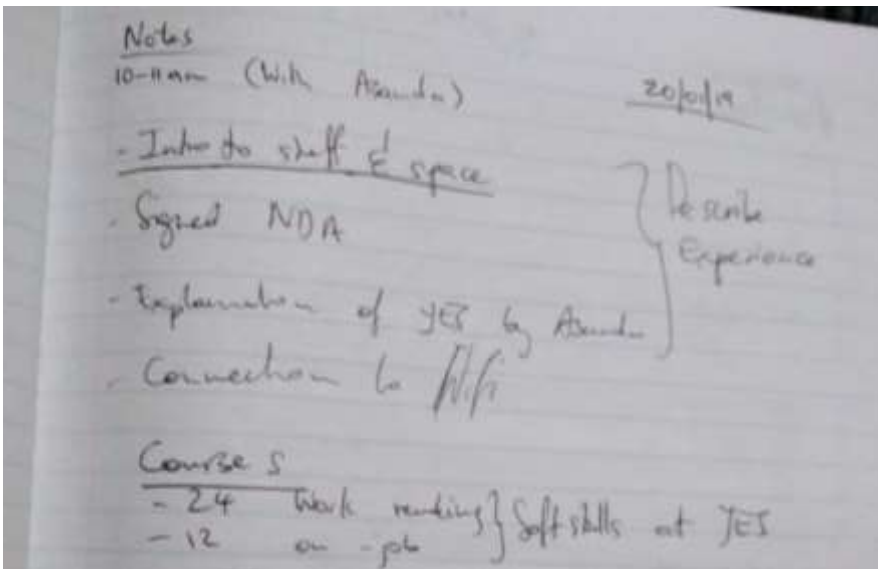 Notes
10-11am (With Asanda) 20/01/19
- Intro to staff & space
- Signed NDA
Describe
Experience
- Explanation of YES by Asanda
- Connection to Wifi
Courses
- 24 Work
- 12 on-job } Soft skills at YES